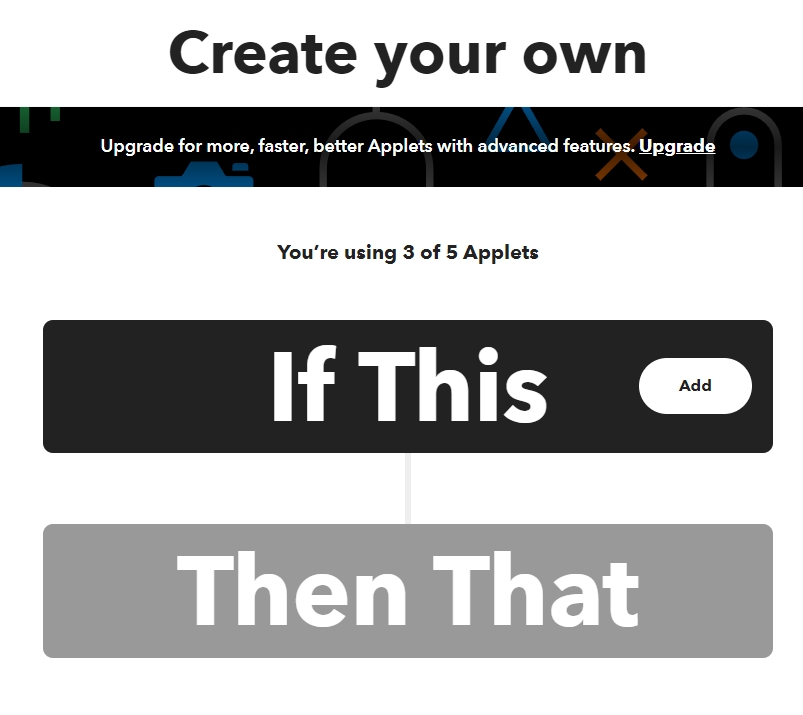 Create your own
Upgrade for more, faster, better Applets with advanced features. Upgrade
You’re using 3 of 5 Applets
If This
Add
Then That